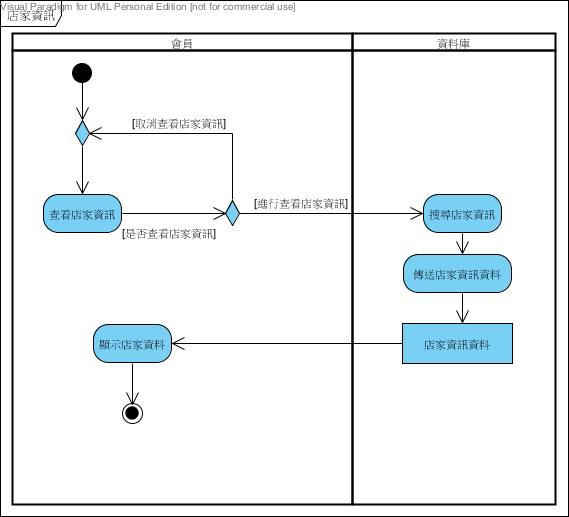 Visual Paradigm for UML Personal Edition [not for commercial use]
店家資訊
會員
資料庫
[取消查看店家資訊]
查看店家資訊
[進行查看店家資訊]
搜尋店家資訊
[是否查看店家資訊]
傳送店家資訊資料
顯示店家資料
店家資訊資料